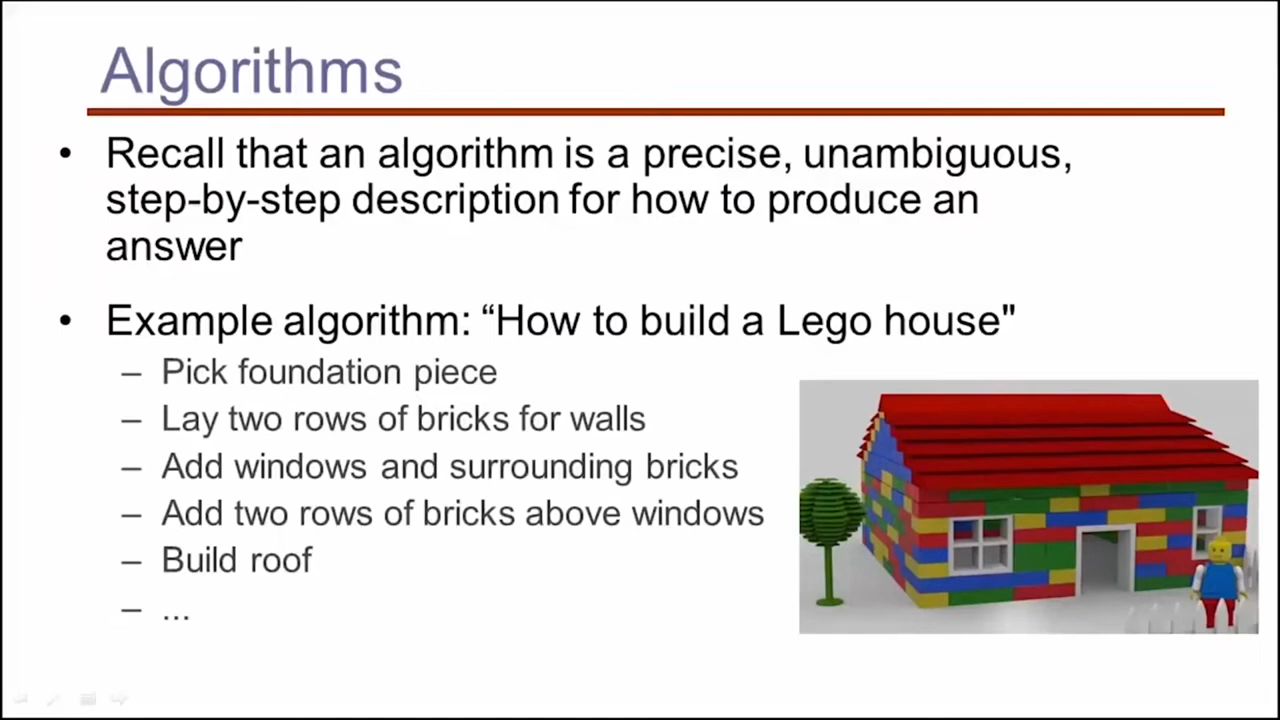 Algorithms
• Recall that an algorithm is a precise, unambiguous,
step-by-step description for how to produce an
answer
• Example algorithm: “How to build a Lego house"
– Pick foundation piece
– Lay two rows of bricks for walls
– Add windows and surrounding bricks
– Add two rows of bricks above windows
– Build roof
– ...